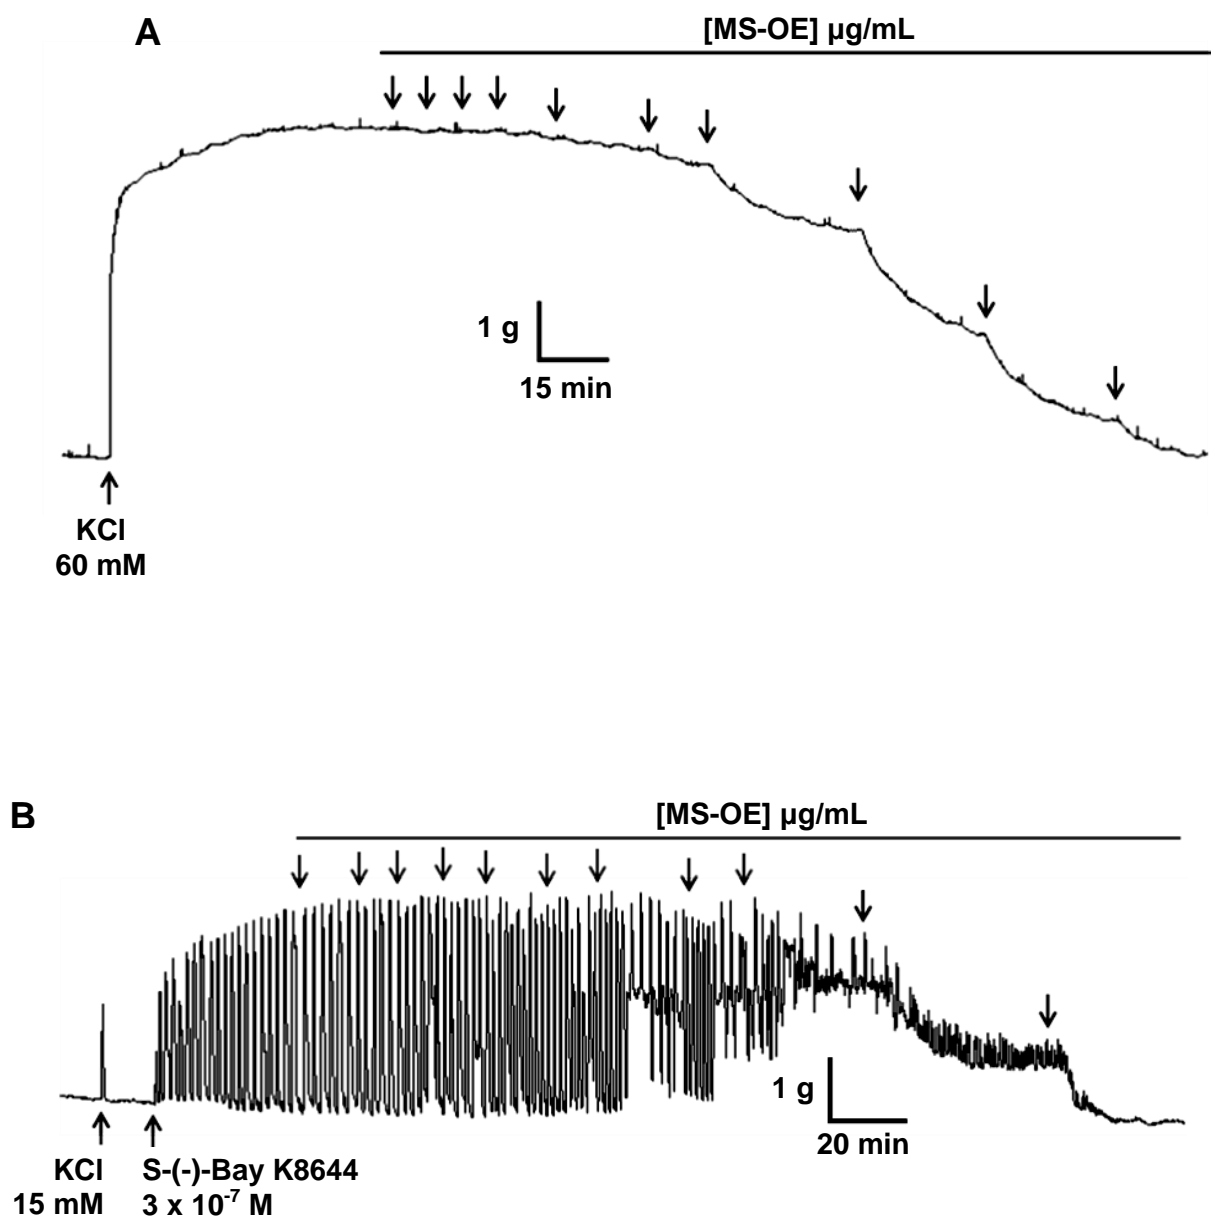 A
[MS-OE] µg/mL
1 g
15 min
KCl
60 mM
B
[MS-OE] µg/mL
1 g
20 min
KCl S-(-)-Bay K8644
15 mM 3 x 10⁻⁷ M